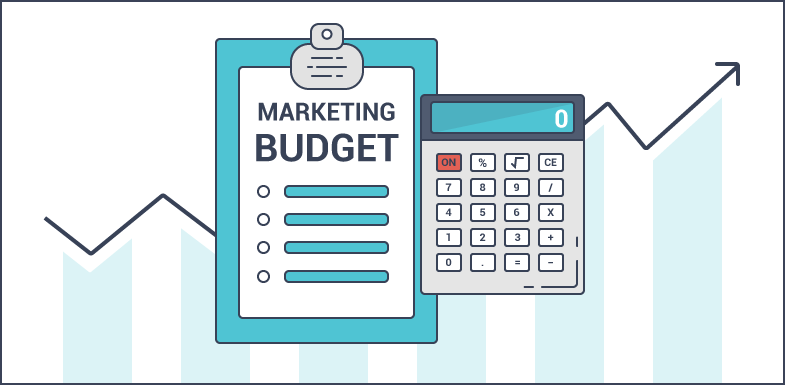 MARKETING
BUDGET
0
ON % √ CE
7 8 9 /
4 5 6 X
1 2 3 +
0 . = −